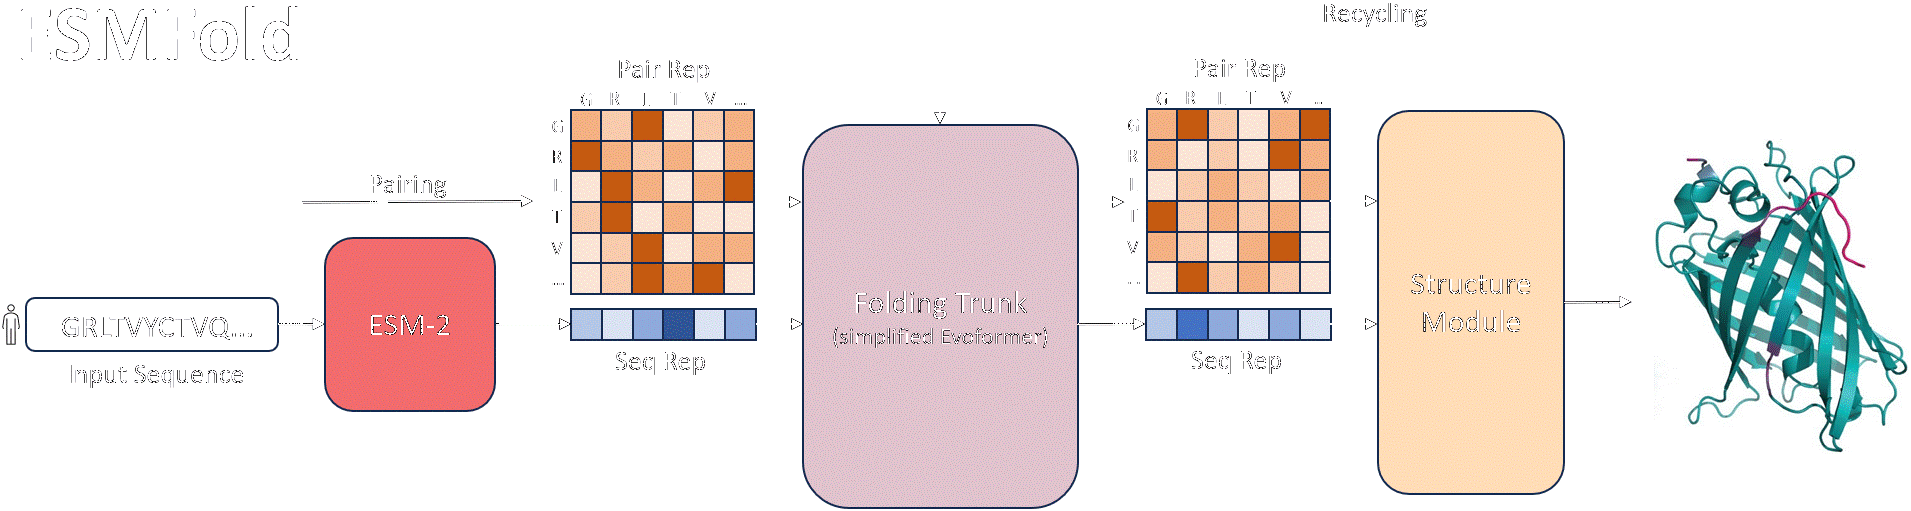 ESMFold
Recycling
Pair Rep
G R L T V ...
G
R
L
T
V
...
Seq Rep
Pairing
GRLTVYCTVQ...
Input Sequence
ESM-2
Folding Trunk
(simplified Evoformer)
Pair Rep
G R L T V ...
G
R
L
T
V
...
Seq Rep
Structure
Module